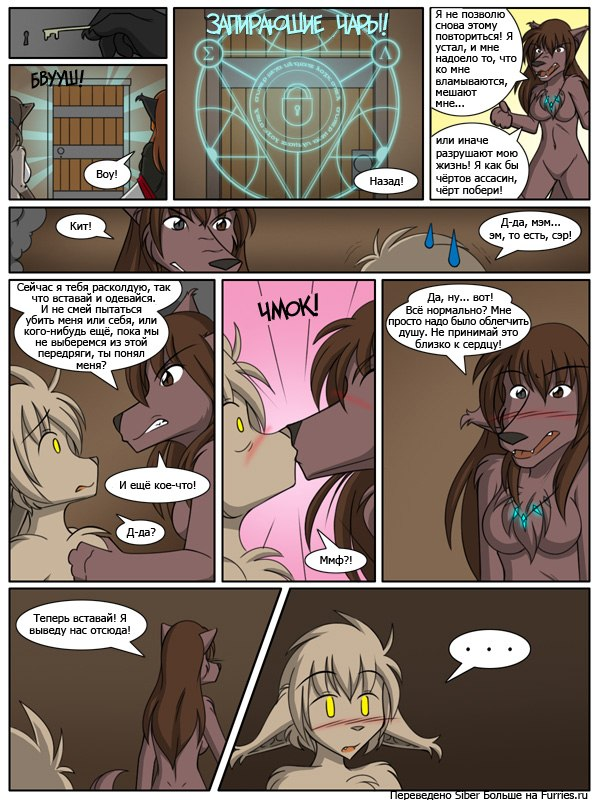 БВУУШ!
Воу!
ЗАПИРАЮЩИЕ ЧАРЫ!
Σ
Λ
Назад!
Я не позволю
снова этому
повториться! Я
устал, и мне
надоело то, что
ко мне
вламываются,
мешают
мне...
или иначе
разрушают мою
жизнь! Я как бы
чёртов ассасин,
чёрт побери!
Кит!
Д-да, мэм...
эм, то есть, сэр!
Сейчас я тебя расколдую, так
что вставай и одевайся.
И не смей пытаться
убить меня или себя, или
кого-нибудь ещё, пока мы
не выберемся из этой
передряги, ты понял
меня?
И ещё кое-что!
Д-да?
ЧМОК!
Ммф?!
Да, ну... вот!
Всё нормально? Мне
просто надо было облегчить
душу. Не принимай это
близко к сердцу!
Теперь вставай! Я
выведу нас отсюда!
. . .
Переведено Siber Больше на Furries.ru